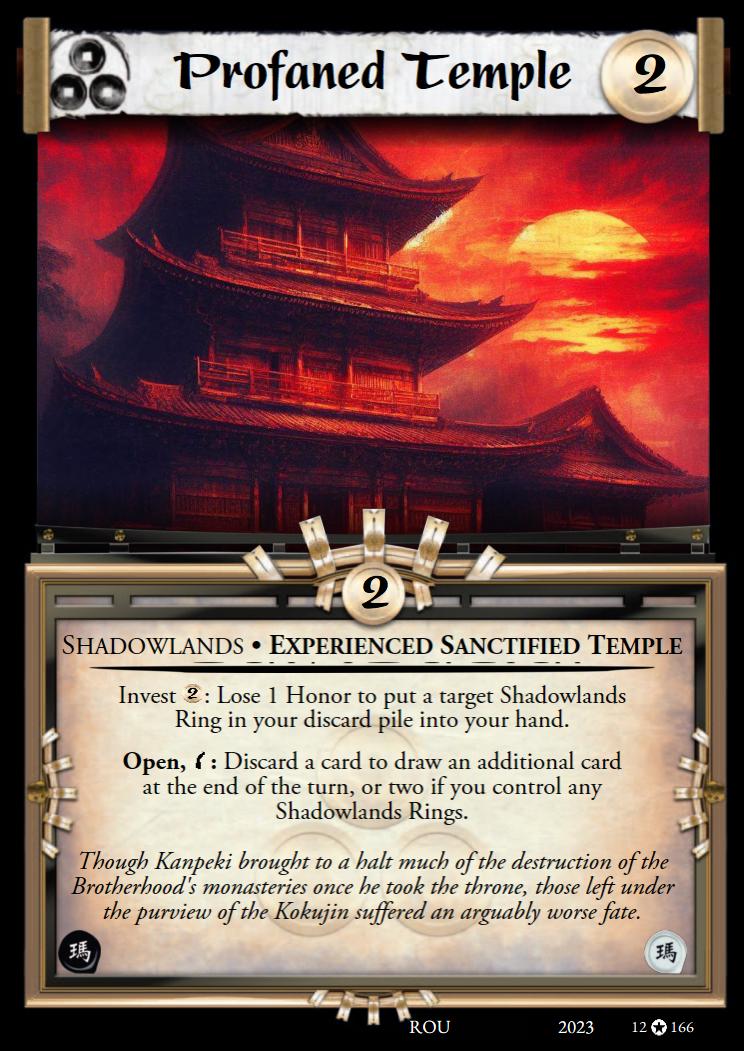 Profaned Temple
2
2
SHADOWLANDS • EXPERIENCED SANCTIFIED TEMPLE
Invest 2: Lose 1 Honor to put a target Shadowlands
Ring in your discard pile into your hand.
Open, : Discard a card to draw an additional card
at the end of the turn, or two if you control any
Shadowlands Rings.
Though Kanpeki brought to a halt much of the destruction of the
Brotherhood's monasteries once he took the throne, those left under
the purview of the Kokujin suffered an arguably worse fate.
瑪 瑪
ROU 2023 12 ✪ 166